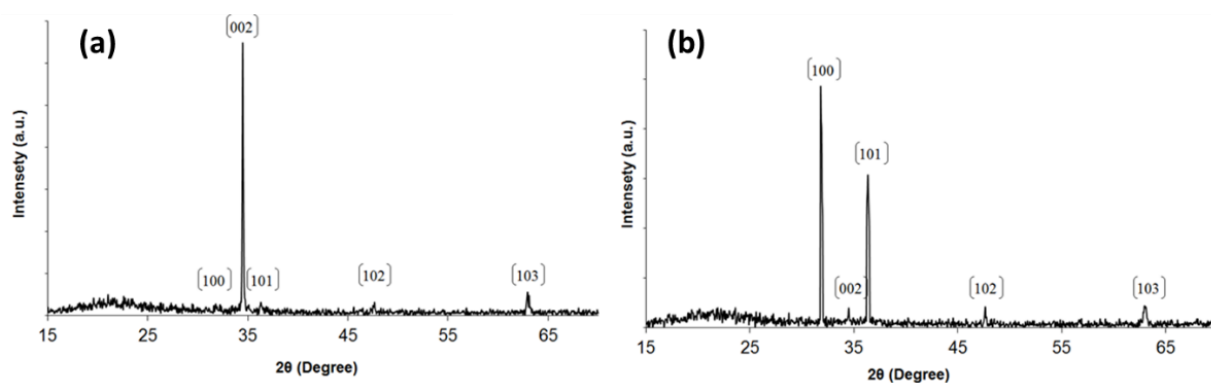 (a)
[002]
[100]
[101]
[102]
[103]
Intensety (a.u.)
15 25 35 45 55 65
2θ (Degree)
(b)
[100]
[101]
[002]
[102]
[103]
Intensety (a.u.)
15 25 35 45 55 65
2θ (Degree)